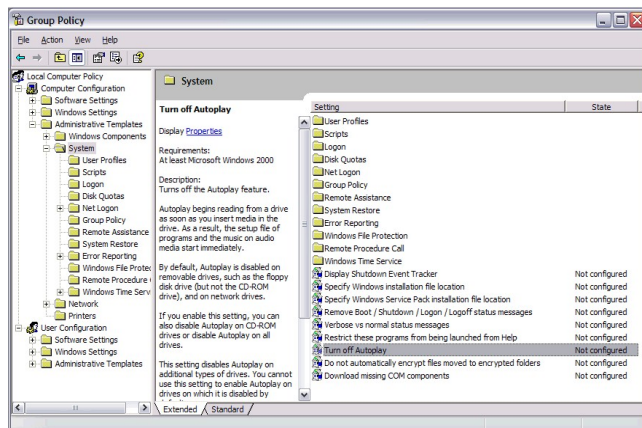 Group Policy
File Action View Help
Local Computer Policy
Computer Configuration
Software Settings
Windows Settings
Administrative Templates
Windows Components
System
User Profiles
Scripts
Logon
Disk Quotas
Net Logon
Group Policy
Remote Assistance
System Restore
Error Reporting
Windows File Protec
Remote Procedure
Windows Time Serv
Network
Printers
User Configuration
Software Settings
Windows Settings
Administrative Templates
System
Turn off Autoplay
Display Properties
Requirements:
At least Microsoft Windows 2000
Description:
Turns off the Autoplay feature.
Autoplay begins reading from a drive
as soon as you insert media in the
drive. As a result, the setup file of
programs and the music on audio
media start immediately.
By default, Autoplay is disabled on
removable drives, such as the floppy
disk drive (but not the CD-ROM
drive), and on network drives.
If you enable this setting, you can
also disable Autoplay on CD-ROM
drives or disable Autoplay on all
drives.
This setting disables Autoplay on
additional types of drives. You cannot
use this setting to enable Autoplay on
drives on which it is disabled by
Setting State
User Profiles
Scripts
Logon
Disk Quotas
Net Logon
Group Policy
Remote Assistance
System Restore
Error Reporting
Windows File Protection
Remote Procedure Call
Windows Time Service
Display Shutdown Event Tracker Not configured
Specify Windows installation file location Not configured
Specify Windows Service Pack installation file location Not configured
Remove Boot / Shutdown / Logon / Logoff status messages Not configured
Verbose vs normal status messages Not configured
Restrict these programs from being launched from Help Not configured
Turn off Autoplay Not configured
Do not automatically encrypt files moved to encrypted folders Not configured
Download missing COM components Not configured
Extended Standard